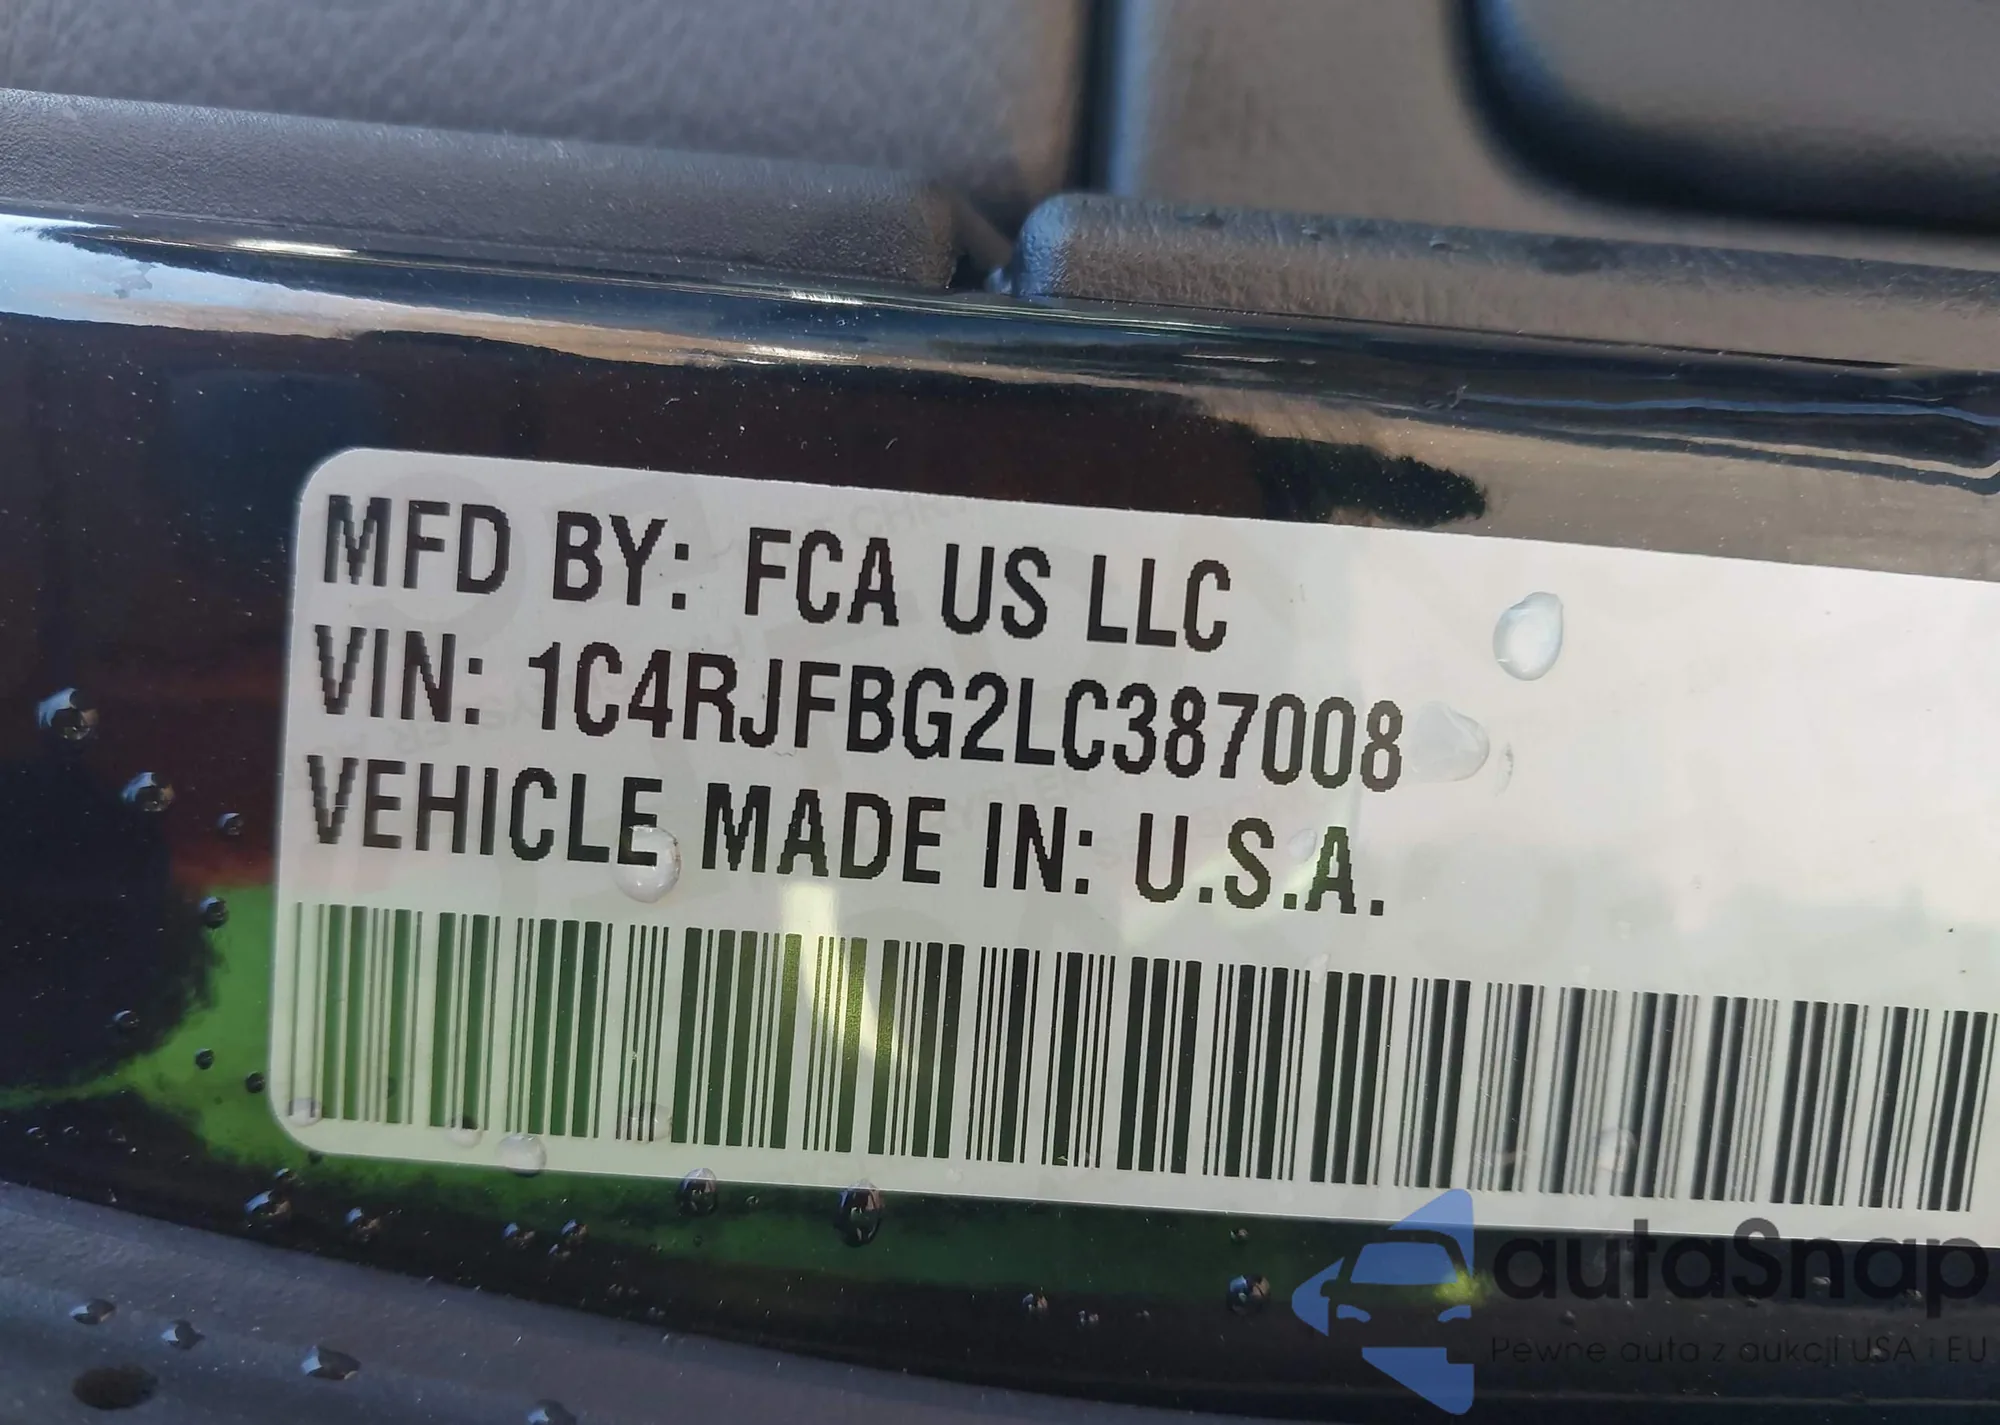 MFD BY: FCA US LLC
VIN: 1C4RJFBG2LC387008
VEHICLE MADE IN: U.S.A.
autaSnap
Pewne auta z aukcji USA i EU